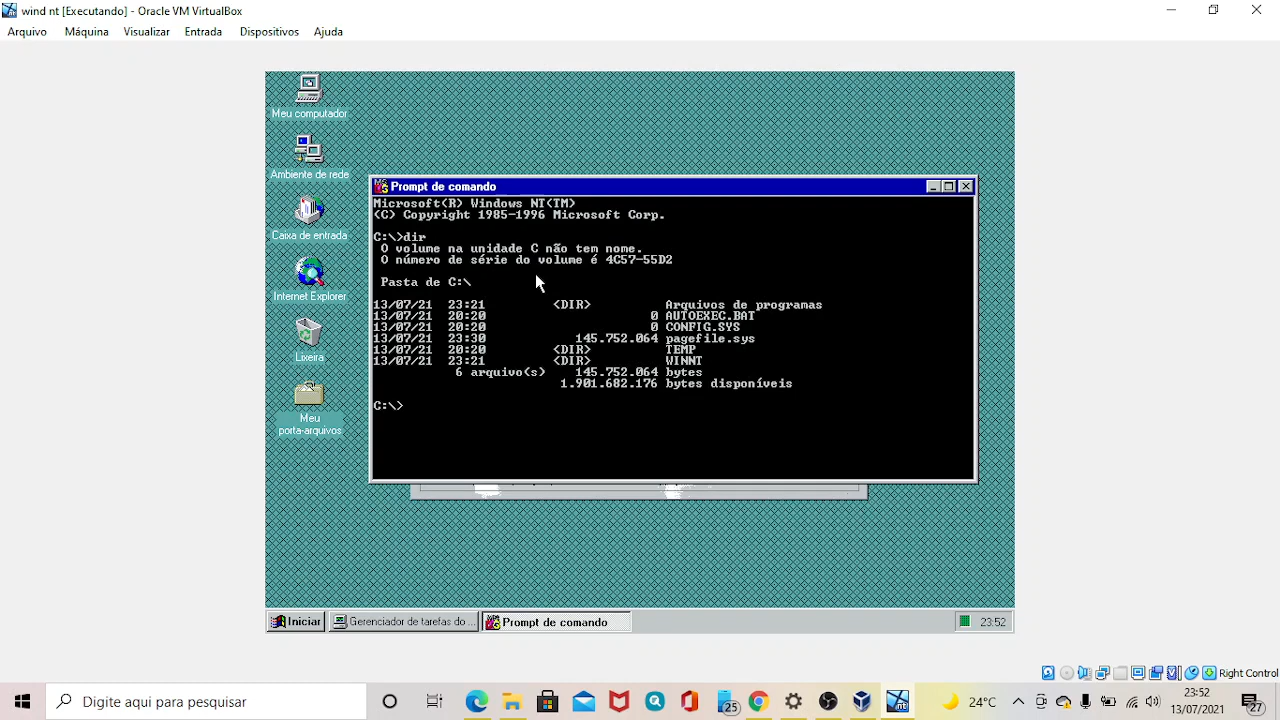 wind nt [Executando] - Oracle VM VirtualBox
Arquivo Máquina Visualizar Entrada Dispositivos Ajuda
Meu computador
Ambiente de rede
Caixa de entrada
Internet Explorer
Lixeira
Meu
porta-arquivos
Prompt de comando
Microsoft(R) Windows NT(TM)
(C) Copyright 1985-1996 Microsoft Corp.
C:\>dir
O volume na unidade C não tem nome.
O número de série do volume é 4C57-55D2
Pasta de C:\
13/07/21 23:21 <DIR> Arquivos de programas
13/07/21 20:20 0 AUTOEXEC.BAT
13/07/21 20:20 0 CONFIG.SYS
13/07/21 23:30 145.752.064 pagefile.sys
13/07/21 20:20 <DIR> TEMP
13/07/21 23:21 <DIR> WINNT
6 arquivo(s) 145.752.064 bytes
1.901.682.176 bytes disponíveis
C:\>
Iniciar Gerenciador de tarefas do ... Prompt de comando 23:52
Right Control
Digite aqui para pesquisar 25 24°C 23:52
13/07/2021 27